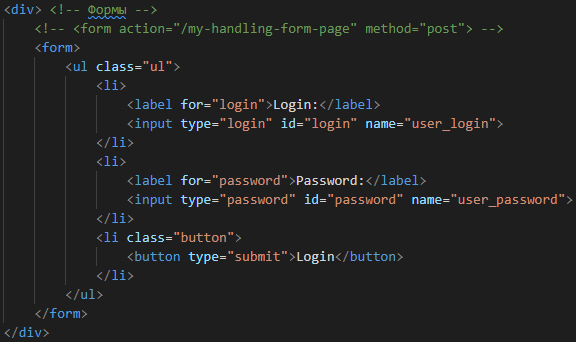 <div> <!-- Формы -->
<!-- <form action="/my-handling-form-page" method="post"> -->
<form>
<ul class="ul">
<li>
<label for="login">Login:</label>
<input type="login" id="login" name="user_login">
</li>
<li>
<label for="password">Password:</label>
<input type="password" id="password" name="user_password">
</li>
<li class="button">
<button type="submit">Login</button>
</li>
</ul>
</form>
</div>